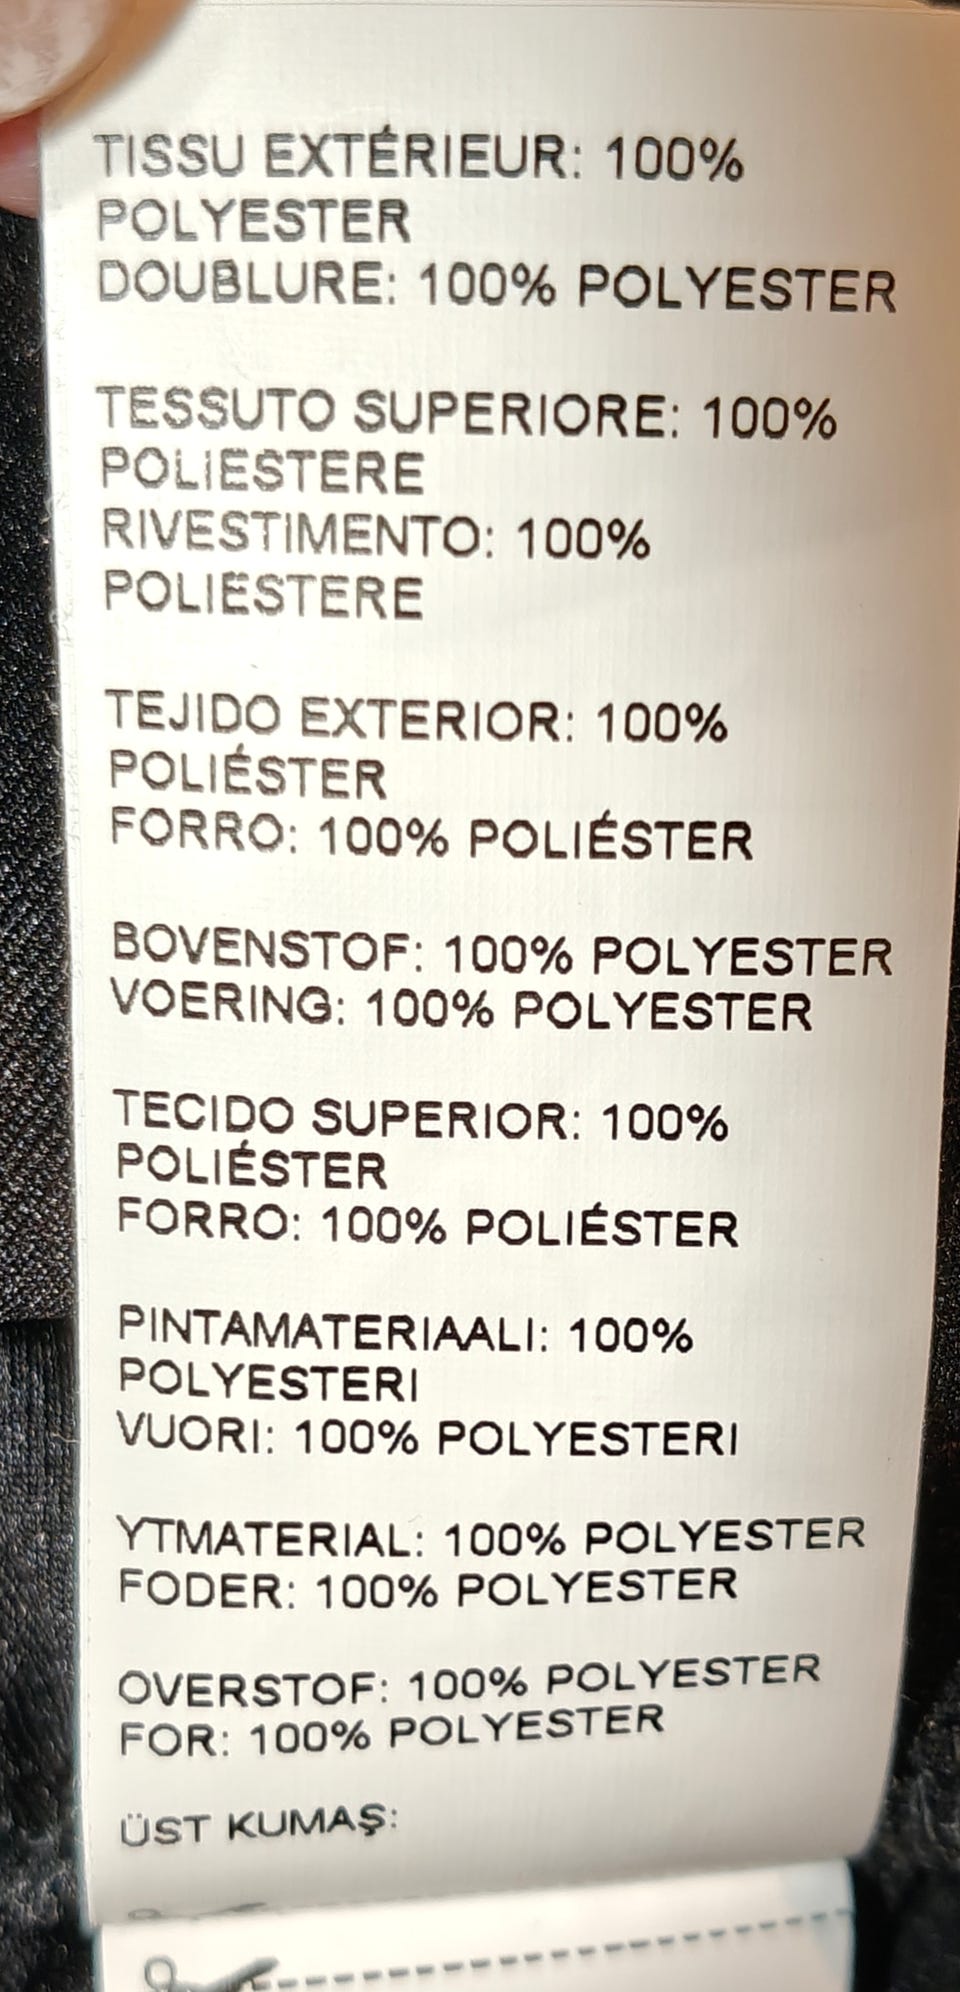 TISSU EXTÉRIEUR: 100%
POLYESTER
DOUBLURE: 100% POLYESTER
TESSUTO SUPERIORE: 100%
POLIESTERE
RIVESTIMENTO: 100%
POLIESTERE
TEJIDO EXTERIOR: 100%
POLIÉSTER
FORRO: 100% POLIÉSTER
BOVENSTOF: 100% POLYESTER
VOERING: 100% POLYESTER
TECIDO SUPERIOR: 100%
POLIÉSTER
FORRO: 100% POLIÉSTER
PINTAMATERIAALI: 100%
POLYESTERI
VUORI: 100% POLYESTERI
YTMATERIAL: 100% POLYESTER
FODER: 100% POLYESTER
OVERSTOF: 100% POLYESTER
FOR: 100% POLYESTER
ÜST KUMAŞ: